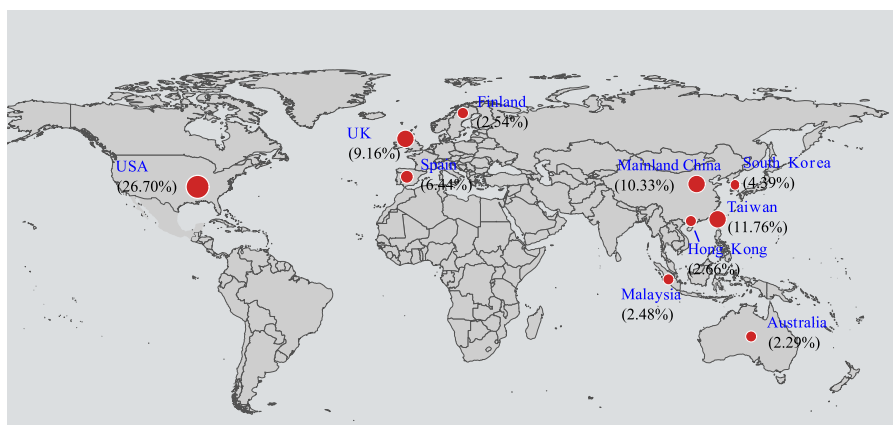 Finland
(2.54%)
UK
(9.16%)
USA
(26.70%)
Spain
(6.44%)
Mainland China
(10.33%)
South Korea
(4.39%)
Taiwan
(11.76%)
Hong Kong
(2.66%)
Malaysia
(2.48%)
Australia
(2.29%)